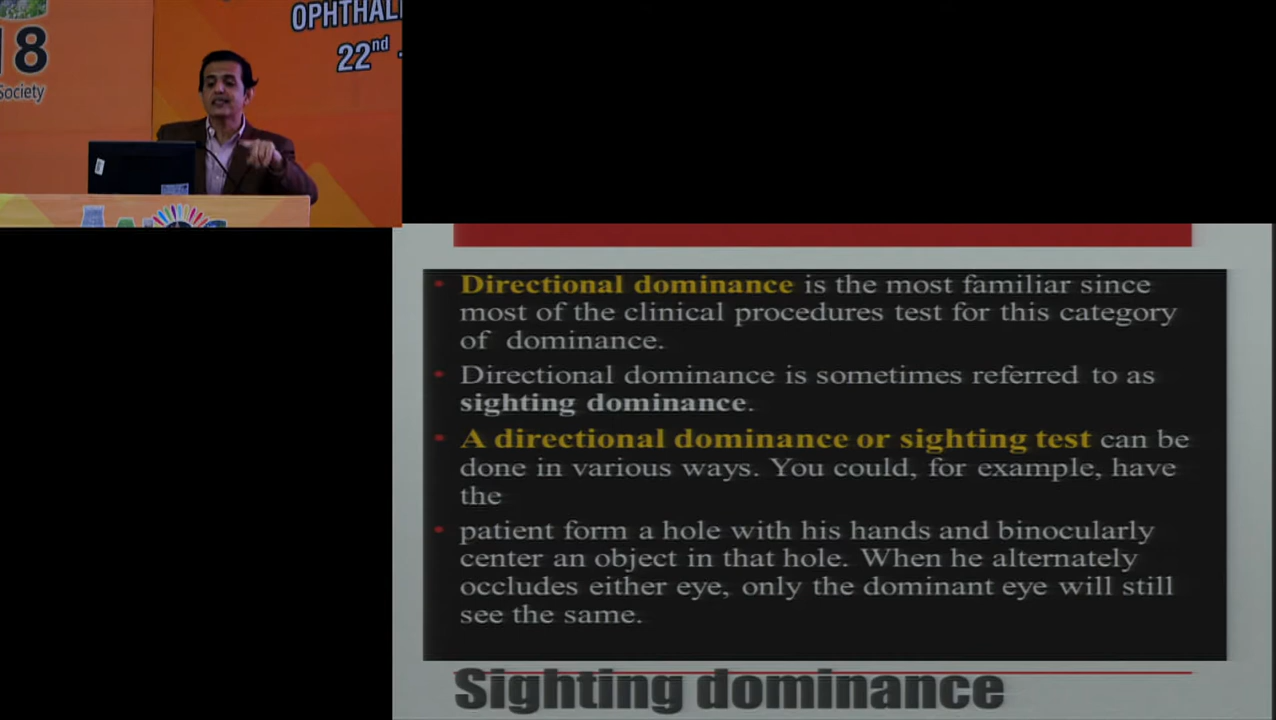 18
Society
OPHTHAL
22nd -
Directional dominance is the most familiar since
most of the clinical procedures test for this category
of dominance.
Directional dominance is sometimes referred to as
sighting dominance.
A directional dominance or sighting test can be
done in various ways. You could, for example, have
the
patient form a hole with his hands and binocularly
center an object in that hole. When he alternately
occludes either eye, only the dominant eye will still
see the same.
Sighting dominance